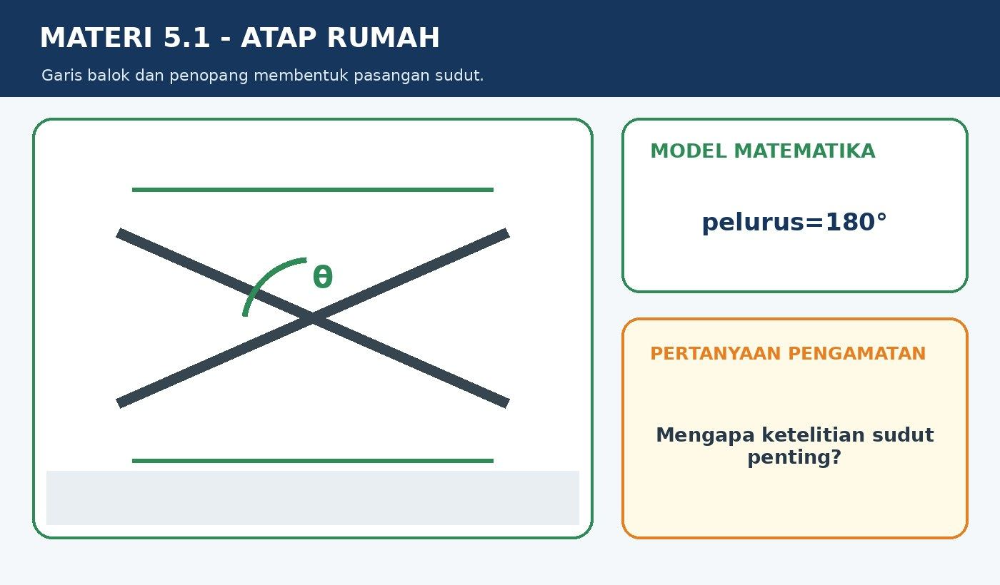 MATERI 5.1 - ATAP RUMAH
Garis balok dan penopang membentuk pasangan sudut.
θ
MODEL MATEMATIKA
pelurus=180°
PERTANYAAN PENGAMATAN
Mengapa ketelitian sudut
penting?